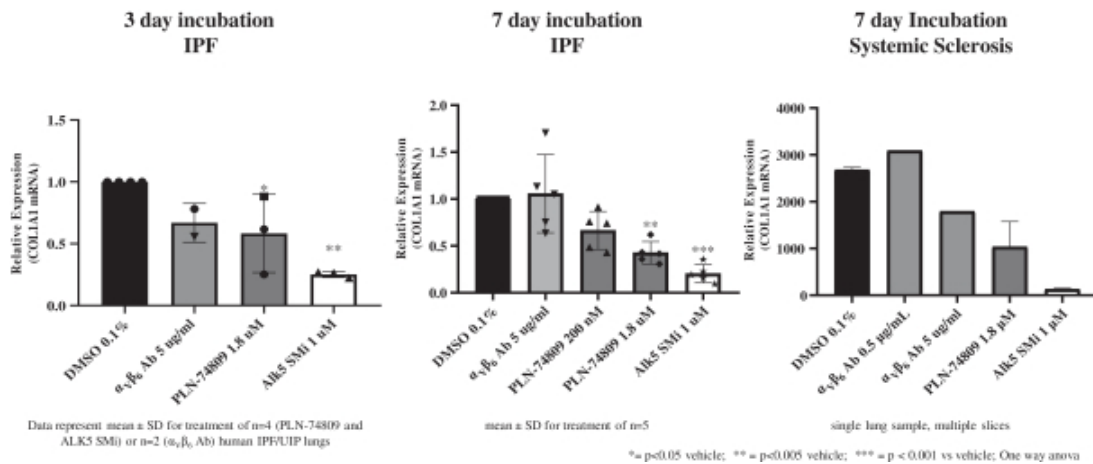 3 day incubation
IPF
7 day incubation
IPF
7 day Incubation
Systemic Sclerosis
Relative Expression
(COL1A1 mRNA)
1.5
1.0
0.5
0.0
*
**
DMSO 0.1%
αvβ6 Ab 5 ug/ml
PLN-74809 1.8 uM
Alk5 SMi 1 uM
Relative Expression
(COL1A1 mRNA)
2.0
1.5
1.0
0.5
0.0
**
***
DMSO 0.1%
αvβ6 Ab 5 ug/ml
PLN-74809 200 nM
PLN-74809 1.8 uM
Alk5 SMi 1 uM
Relative Expression
(COL1A1 mRNA)
4000
3000
2000
1000
0
DMSO 0.1%
αvβ6 Ab 0.5 µg/mL
αvβ6 Ab 5 ug/ml
PLN-74809 1.8 µM
Alk5 SMi 1 µM
Data represent mean ± SD for treatment of n=4 (PLN-74809 and
ALK5 SMi) or n=2 (αvβ6 Ab) human IPF/UIP lungs
mean ± SD for treatment of n=5
single lung sample, multiple slices
*= p<0.05 vehicle; ** = p<0.005 vehicle; *** = p < 0.001 vs vehicle; One way anova